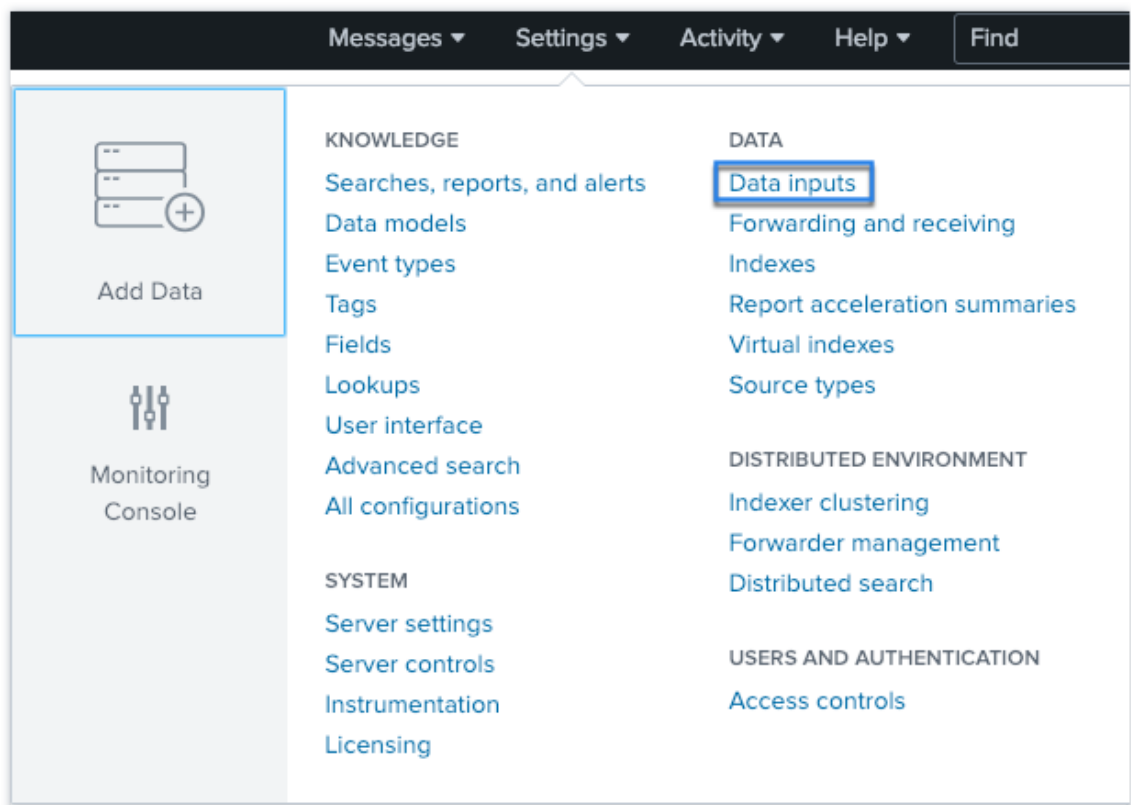 Messages Settings Activity Help Find
Add Data
Monitoring
Console
KNOWLEDGE
Searches, reports, and alerts
Data models
Event types
Tags
Fields
Lookups
User interface
Advanced search
All configurations
SYSTEM
Server settings
Server controls
Instrumentation
Licensing
DATA
Data inputs
Forwarding and receiving
Indexes
Report acceleration summaries
Virtual indexes
Source types
DISTRIBUTED ENVIRONMENT
Indexer clustering
Forwarder management
Distributed search
USERS AND AUTHENTICATION
Access controls